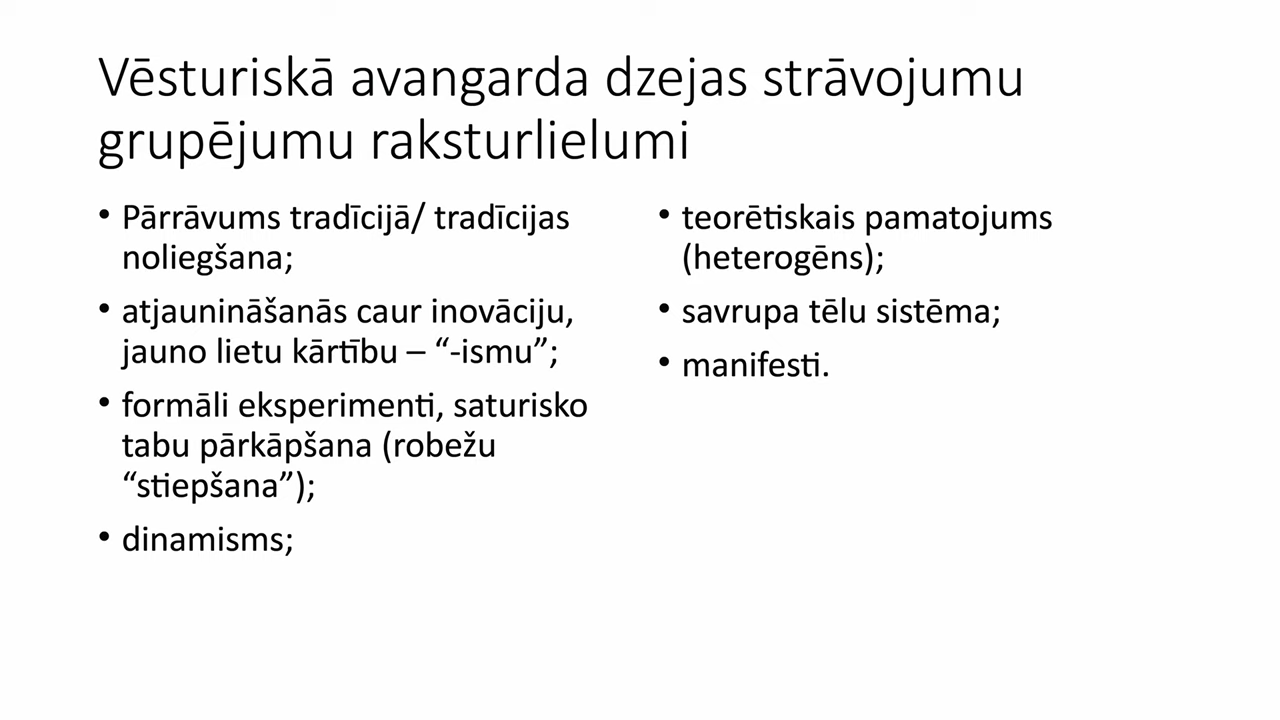 Vēsturiskā avangarda dzejas strāvojumu
grupējumu raksturlielumi
• Pārrāvums tradīcijā/ tradīcijas
noliegšana;
• atjaunināšanās caur inovāciju,
jauno lietu kārtību – “-ismu”;
• formāli eksperimenti, saturisko
tabu pārkāpšana (robežu
“stiepšana”);
• dinamisms;
• teorētiskais pamatojums
(heterogēns);
• savrupa tēlu sistēma;
• manifesti.